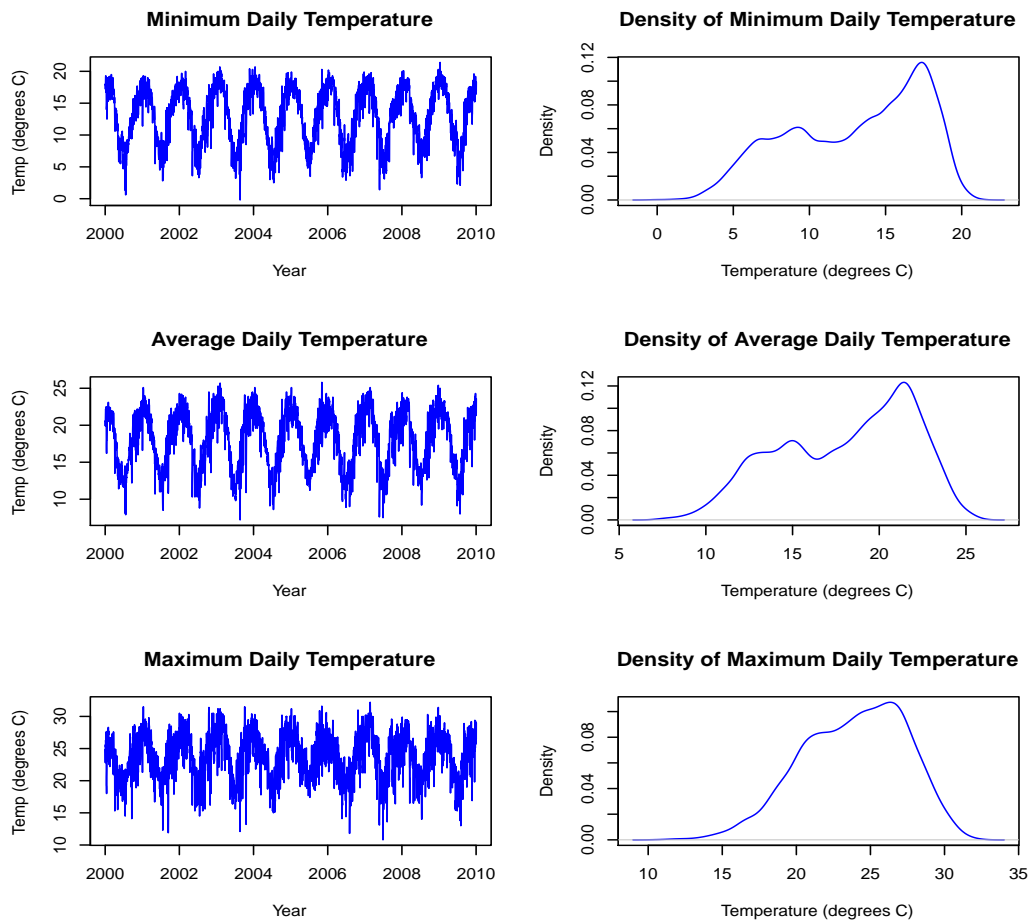 Minimum Daily Temperature
Temp (degrees C)
20
15
10
5
0
2000 2002 2004 2006 2008 2010
Year
Density of Minimum Daily Temperature
Density
0.12
0.08
0.04
0.00
0 5 10 15 20
Temperature (degrees C)
Average Daily Temperature
Temp (degrees C)
25
20
15
10
2000 2002 2004 2006 2008 2010
Year
Density of Average Daily Temperature
Density
0.12
0.08
0.04
0.00
5 10 15 20 25
Temperature (degrees C)
Maximum Daily Temperature
Temp (degrees C)
30
25
20
15
10
2000 2002 2004 2006 2008 2010
Year
Density of Maximum Daily Temperature
Density
0.08
0.04
0.00
10 15 20 25 30 35
Temperature (degrees C)